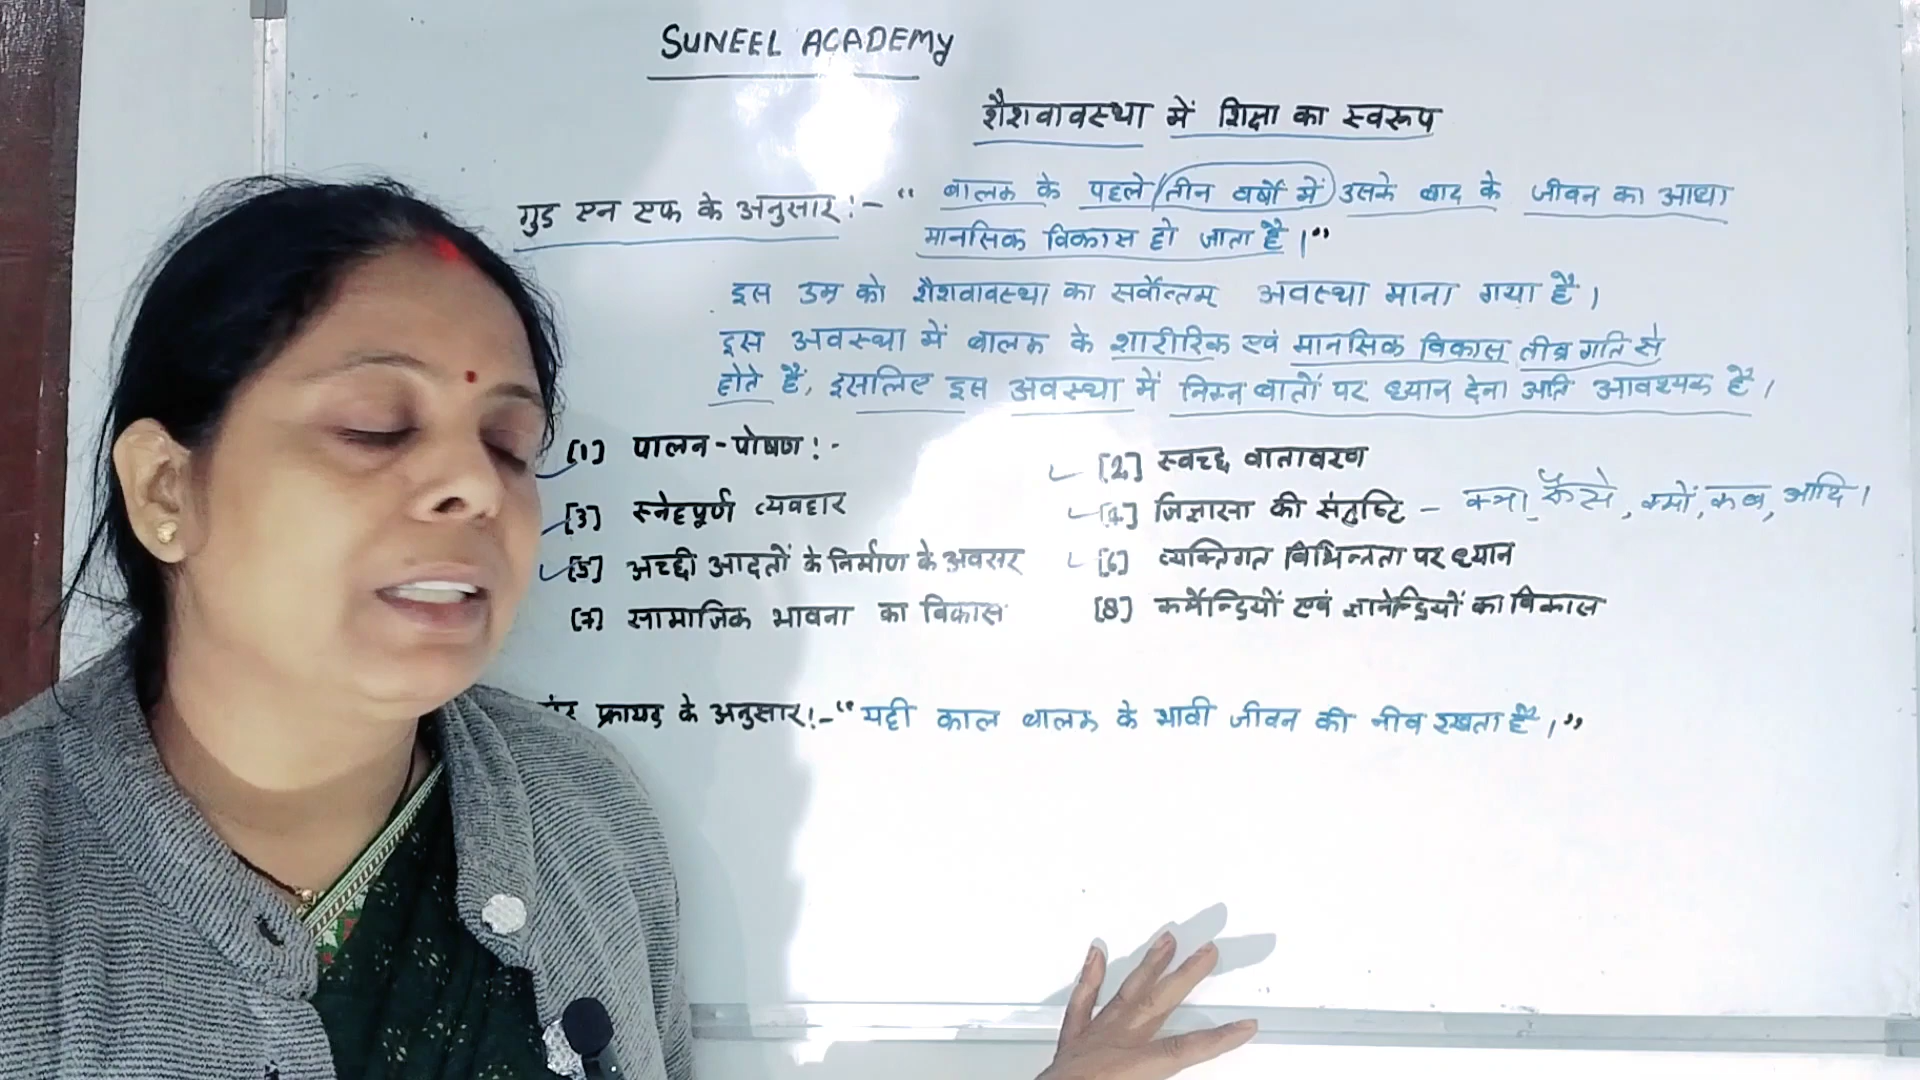 SUNEEL ACADEMY
शैशवावस्था में शिक्षा का स्वरूप
गुड एन एफ के अनुसार :- “ बालक के पहले (तीन वर्षों में) उसके बाद के जीवन का आधा
मानसिक विकास हो जाता है।”
इस उम्र को शैशवावस्था का सर्वोत्तम् अवस्था माना गया है।
इस अवस्था में बालक के शारीरिक एवं मानसिक विकास तीव्र गति से
होते हैं, इसलिए इस अवस्था में निम्न बातों पर ध्यान देना अति आवश्यक है।
[1] पालन-पोषण :- [2] स्वच्छ वातावरण
[3] स्नेहपूर्ण व्यवहार [4] जिज्ञासा की संतुष्टि - क्या, कैसे, क्यों, कब, आदि।
[5] अच्छी आदतों के निर्माण के अवसर [6] व्यक्तिगत विभिन्नता पर ध्यान
[7] सामाजिक भावना का विकास [8] कर्मेन्द्रियों एवं ज्ञानेन्द्रियों का विकास
फ्रायड के अनुसार :- “यही काल बालक के भावी जीवन की नीव रखता है।”